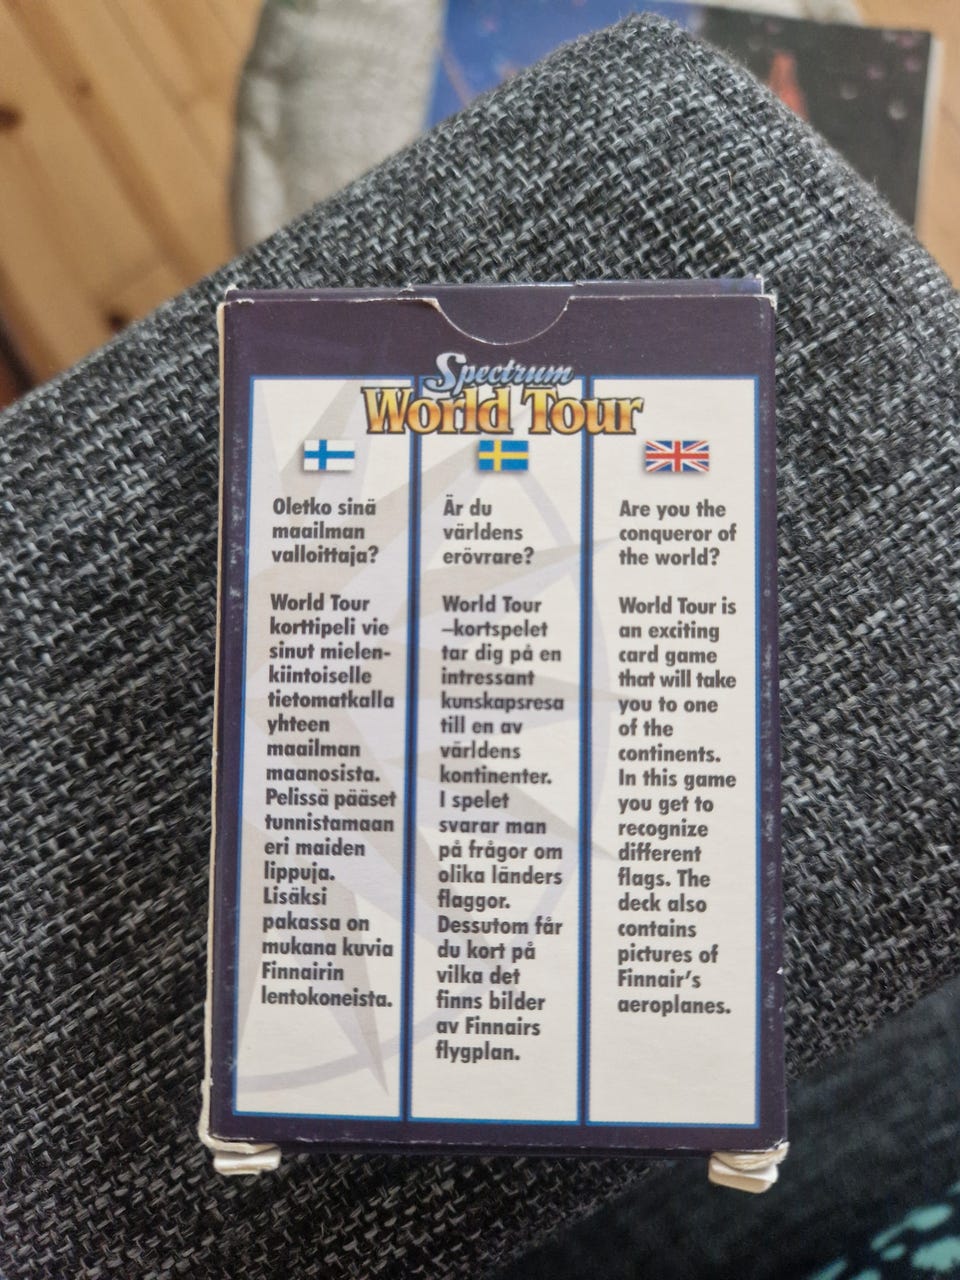 Spectrum
World Tour
Oletko sinä
maailman
valloittaja?
World Tour
korttipeli vie
sinut mielen-
kiintoiselle
tietomatkalla
yhteen
maailman
maanosista.
Pelissä pääset
tunnistamaan
eri maiden
lippuja.
Lisäksi
pakassa on
mukana kuvia
Finnairin
lentokoneista.
Är du
världens
erövrare?
World Tour
–kortspelet
tar dig på en
intressant
kunskapsresa
till en av
världens
kontinenter.
I spelet
svarar man
på frågor om
olika länders
flaggor.
Dessutom får
du kort på
vilka det
finns bilder
av Finnairs
flygplan.
Are you the
conqueror of
the world?
World Tour is
an exciting
card game
that will take
you to one
of the
continents.
In this game
you get to
recognize
different
flags. The
deck also
contains
pictures of
Finnair's
aeroplanes.